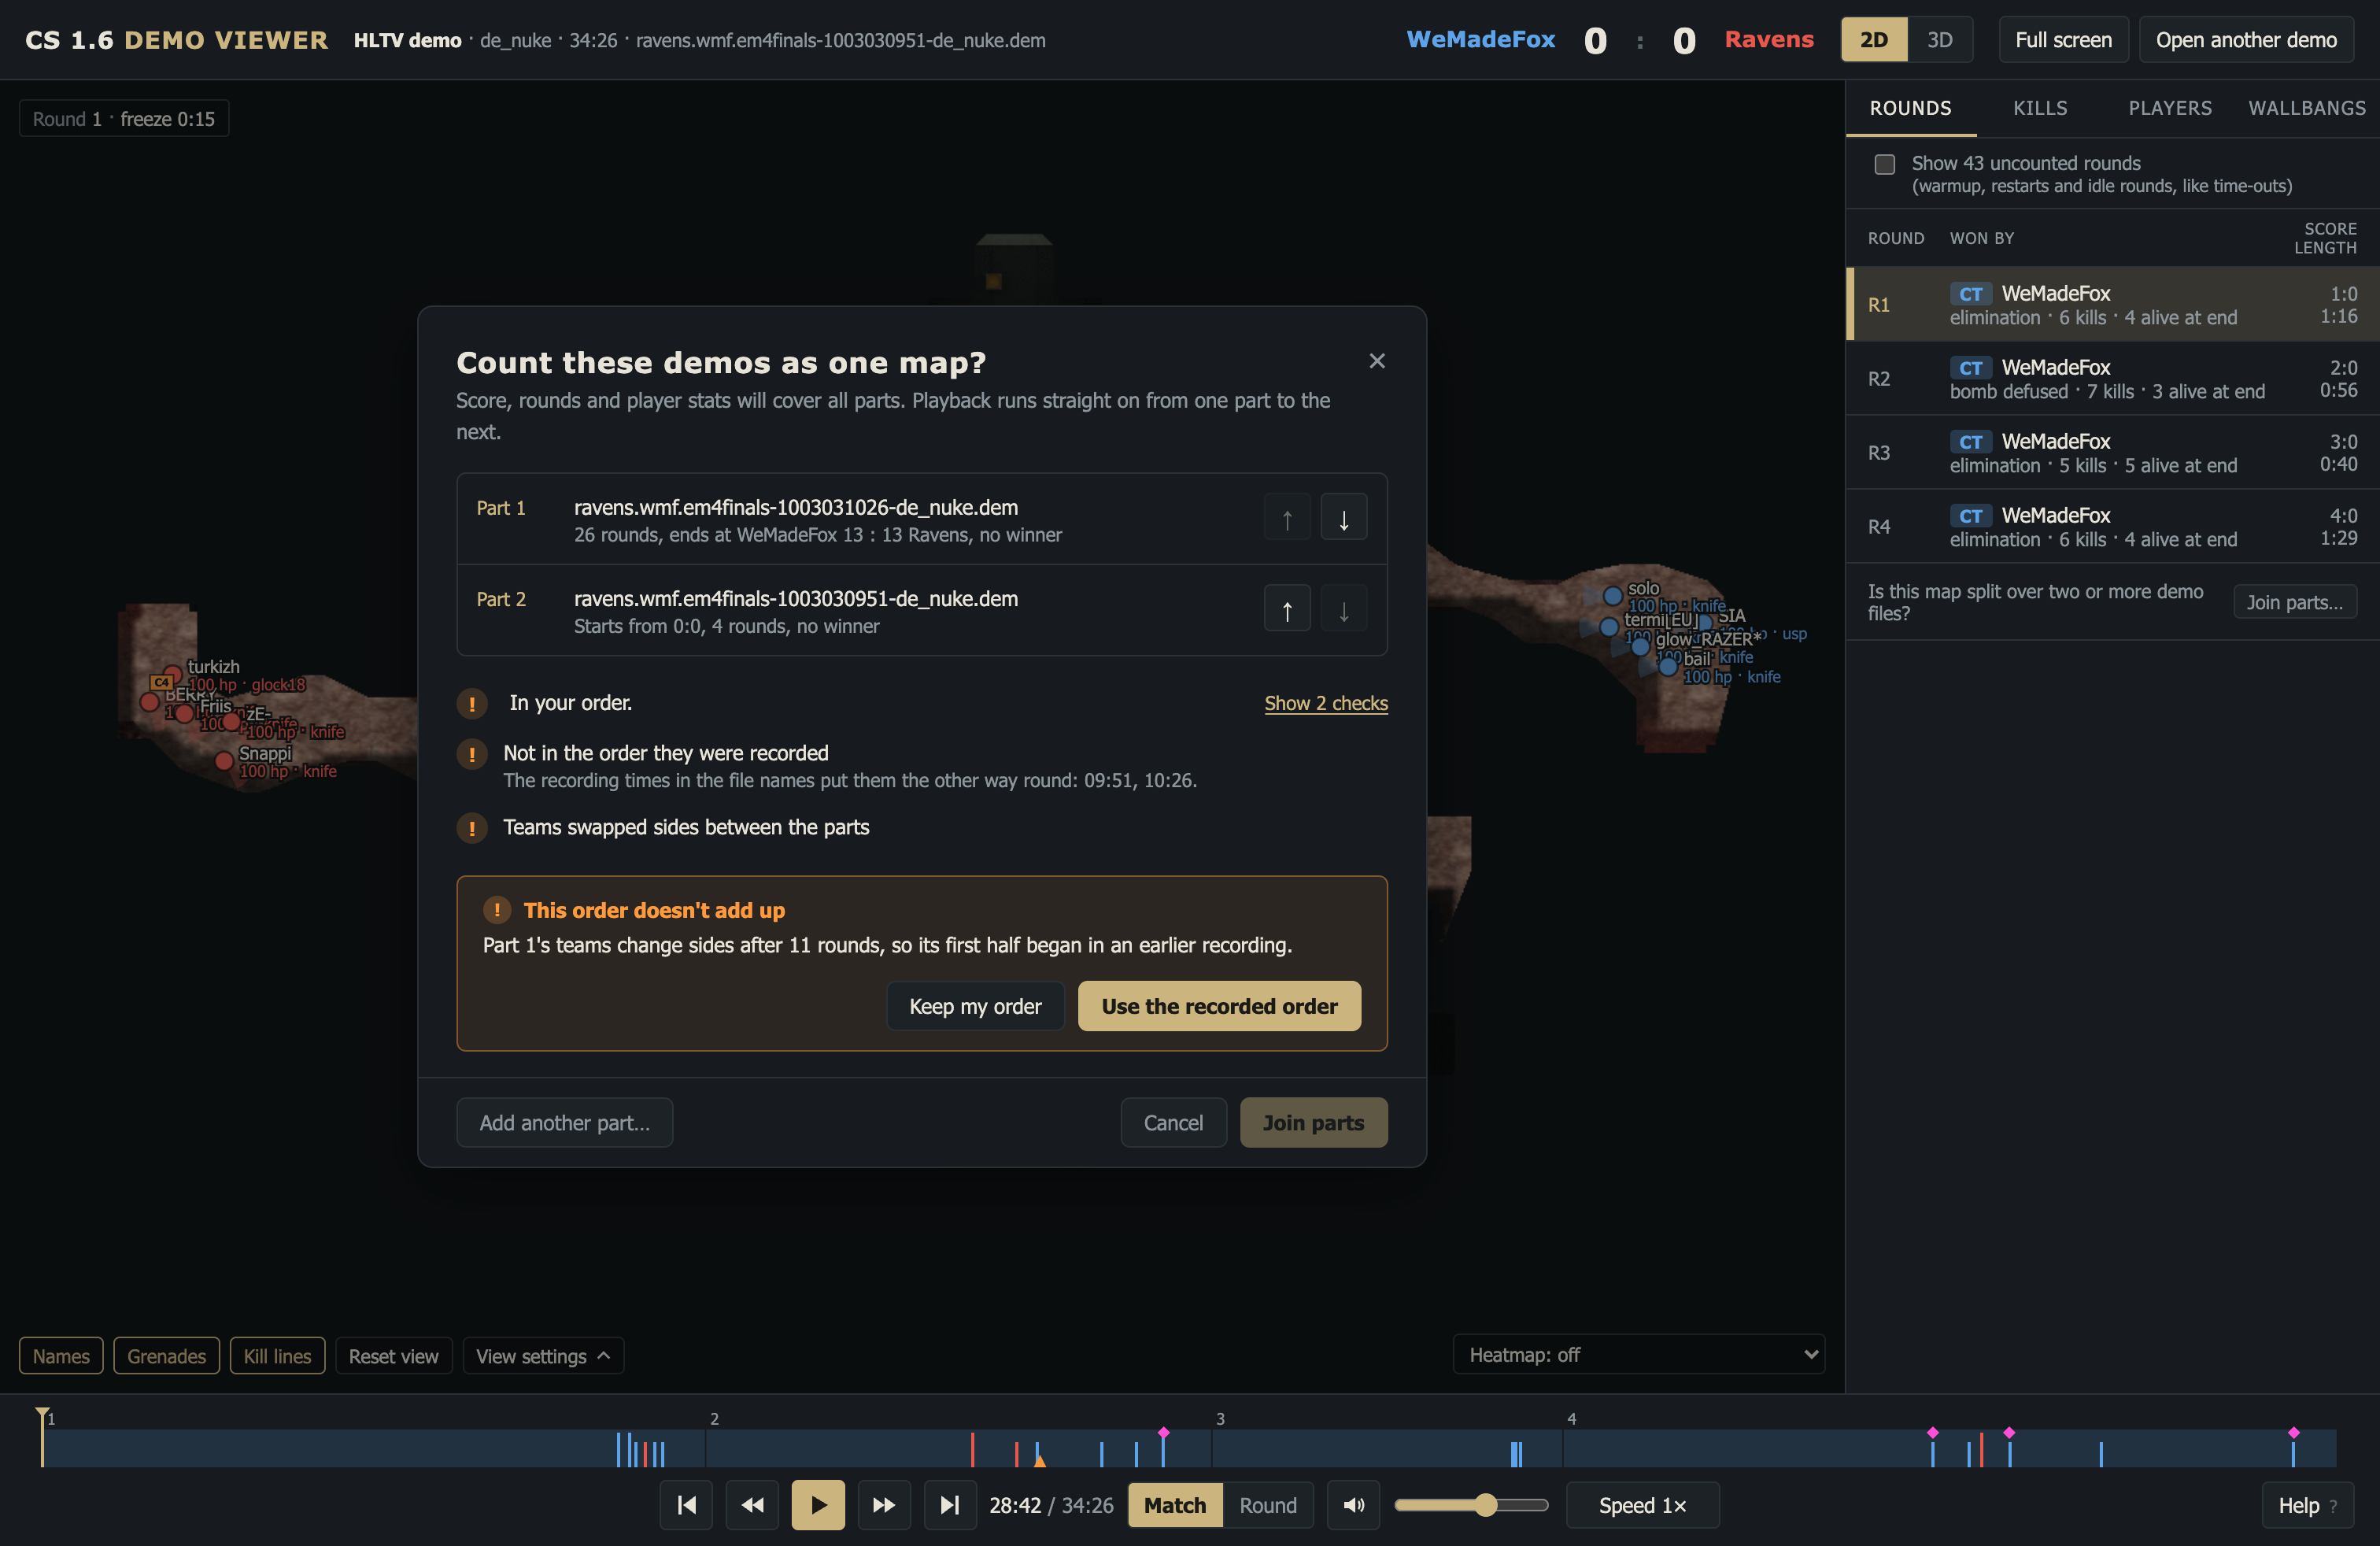 CS 1.6 DEMO VIEWER
HLTV demo · de_nuke · 34:26 · ravens.wmf.em4finals-1003030951-de_nuke.dem
WeMadeFox 0 : 0 Ravens
2D 3D
Full screen
Open another demo
Round 1 · freeze 0:15
ROUNDS KILLS PLAYERS WALLBANGS
Show 43 uncounted rounds
(warmup, restarts and idle rounds, like time-outs)
ROUND WON BY SCORE
LENGTH
R1 CT WeMadeFox 1:0
elimination · 6 kills · 4 alive at end 1:16
R2 CT WeMadeFox 2:0
bomb defused · 7 kills · 3 alive at end 0:56
R3 CT WeMadeFox 3:0
elimination · 5 kills · 5 alive at end 0:40
R4 CT WeMadeFox 4:0
elimination · 6 kills · 4 alive at end 1:29
Is this map split over two or more demo
files?
Join parts...
Count these demos as one map?
×
Score, rounds and player stats will cover all parts. Playback runs straight on from one part to the
next.
Part 1 ravens.wmf.em4finals-1003031026-de_nuke.dem
26 rounds, ends at WeMadeFox 13 : 13 Ravens, no winner
↑ ↓
Part 2 ravens.wmf.em4finals-1003030951-de_nuke.dem
Starts from 0:0, 4 rounds, no winner
↑ ↓
! In your order.
Show 2 checks
! Not in the order they were recorded
The recording times in the file names put them the other way round: 09:51, 10:26.
! Teams swapped sides between the parts
! This order doesn't add up
Part 1's teams change sides after 11 rounds, so its first half began in an earlier recording.
Keep my order
Use the recorded order
Add another part...
Cancel
Join parts
turkizh
100 hp · glock18
C4
BERRY
Friis
zE-
100 hp · knife
Snappi
100 hp · knife
solo
100 hp · knife
termi[EU]
SIA
usp
glow_RAZER*
knife
bail
100 hp · knife
Names
Grenades
Kill lines
Reset view
View settings
Heatmap: off
1 2 3 4
28:42 / 34:26
Match Round
Speed 1×
Help ?